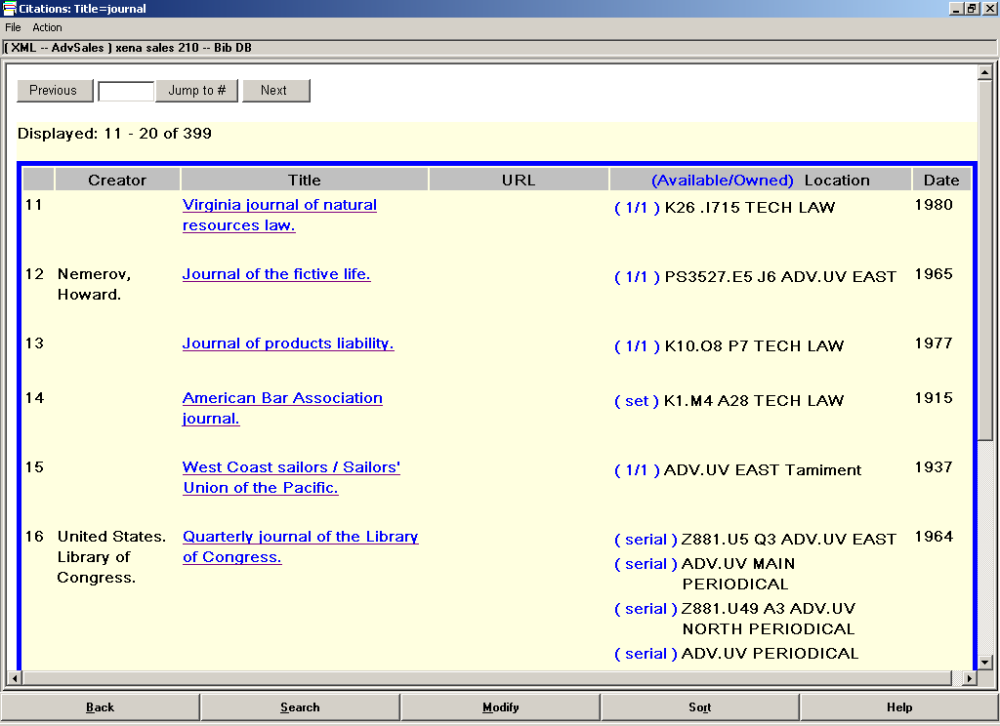 Citations: Title=journal
File Action
( XML -- AdvSales ) xena sales 210 -- Bib DB
Previous Jump to # Next
Displayed: 11 - 20 of 399
Creator Title URL (Available/Owned) Location Date
11 Virginia journal of natural ( 1/1 ) K26 .I715 TECH LAW 1980
resources law.
12 Nemerov, Journal of the fictive life. ( 1/1 ) PS3527.E5 J6 ADV.UV EAST 1965
Howard.
13 Journal of products liability. ( 1/1 ) K10.O8 P7 TECH LAW 1977
14 American Bar Association ( set ) K1.M4 A28 TECH LAW 1915
journal.
15 West Coast sailors / Sailors' ( 1/1 ) ADV.UV EAST Tamiment 1937
Union of the Pacific.
16 United States. Quarterly journal of the Library ( serial ) Z881.U5 Q3 ADV.UV EAST 1964
Library of of Congress. ( serial ) ADV.UV MAIN
Congress. PERIODICAL
( serial ) Z881.U49 A3 ADV.UV
NORTH PERIODICAL
( serial ) ADV.UV PERIODICAL
Back Search Modify Sort Help